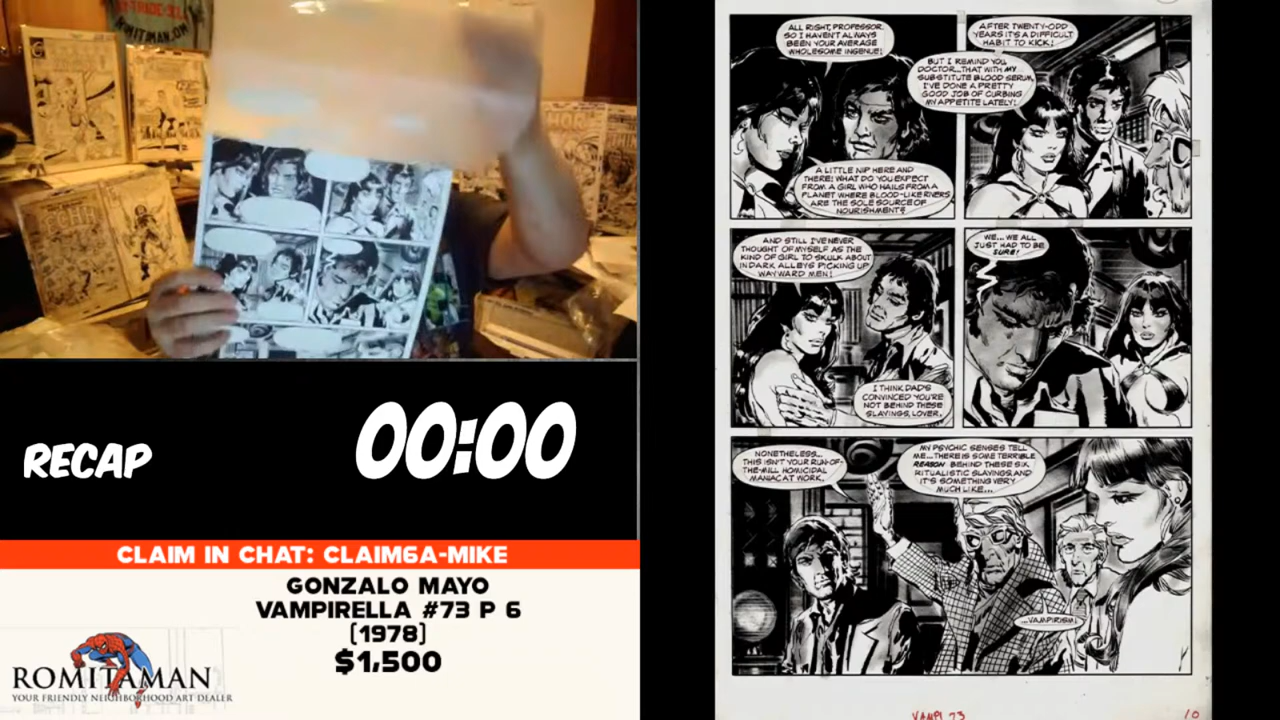 ROMITAMAN.COM
RECAP
00:00
CLAIM IN CHAT: CLAIM6A-MIKE
GONZALO MAYO
VAMPIRELLA #73 P 6
(1978)
$1,500
ROMITAMAN
YOUR FRIENDLY NEIGHBORHOOD ART DEALER
ALL RIGHT, PROFESSOR,
SO I HAVEN'T ALWAYS
BEEN YOUR AVERAGE
WHOLESOME INGENUE!
A LITTLE NIP HERE AND
THERE! WHAT DO YOU EXPECT
FROM A GIRL WHO HAILS FROM A
PLANET WHERE BLOOD-LIKE RIVERS
ARE THE SOLE SOURCE OF
NOURISHMENT?
AFTER TWENTY-ODD
YEARS IT'S A DIFFICULT
HABIT TO KICK!
BUT I REMIND YOU
DOCTOR...THAT WITH MY
SUBSTITUTE BLOOD SERUM,
I'VE DONE A PRETTY
GOOD JOB OF CURBING
MY APPETITE LATELY!
AND STILL I'VE NEVER
THOUGHT OF MYSELF AS THE
KIND OF GIRL TO SKULK ABOUT
IN DARK ALLEYS PICKING UP
WAYWARD MEN!
I THINK DAD'S
CONVINCED YOU'RE
NOT BEHIND THESE
SLAYINGS, LOVER.
WE...WE ALL
JUST HAD TO BE
SURE!
NONETHELESS...
THIS ISN'T YOUR RUN-OF-
THE-MILL HOMICIDAL
MANIAC AT WORK.
MY PSYCHIC SENSES TELL
ME...THERE IS SOME TERRIBLE
REASON BEHIND THESE SIX
RITUALISTIC SLAYINGS, AND
IT'S SOMETHING VERY
MUCH LIKE...
...VAMPIRISM!
VAMPI 73
10